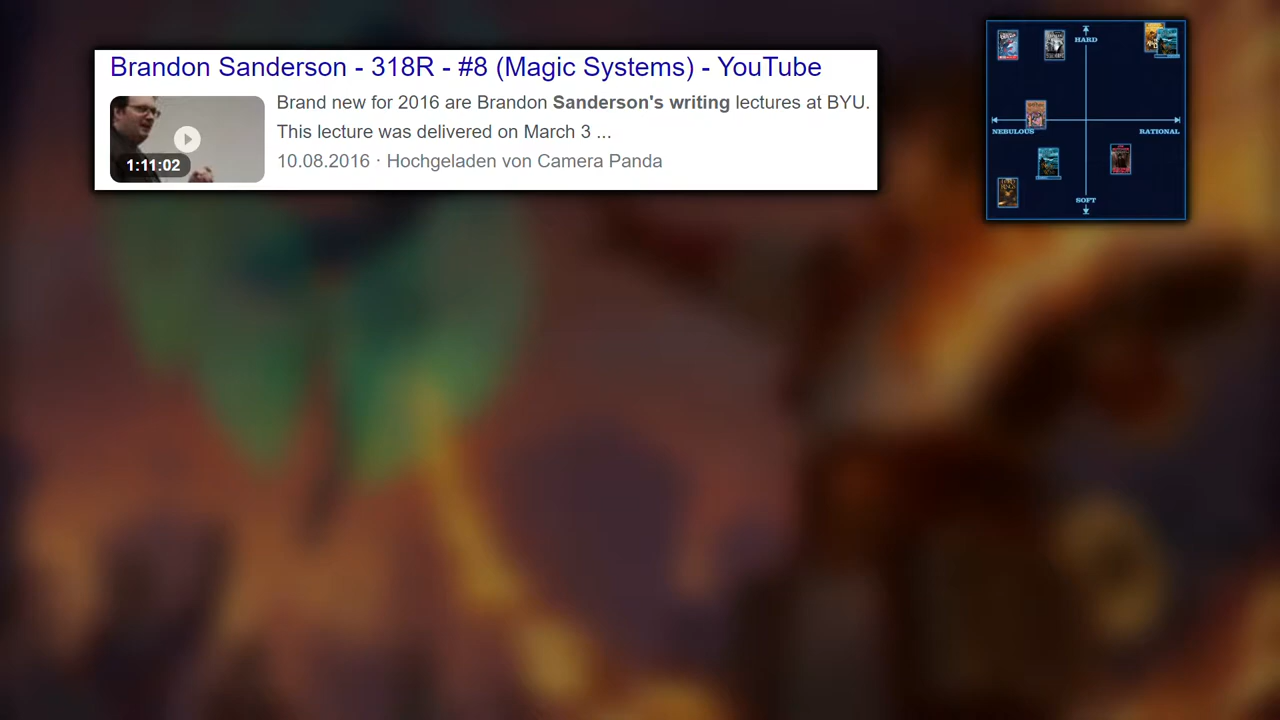 Brandon Sanderson - 318R - #8 (Magic Systems) - YouTube
Brand new for 2016 are Brandon Sanderson's writing lectures at BYU.
This lecture was delivered on March 3 ...
1:11:02
10.08.2016 · Hochgeladen von Camera Panda
HARD
NEBULOUS
RATIONAL
SOFT